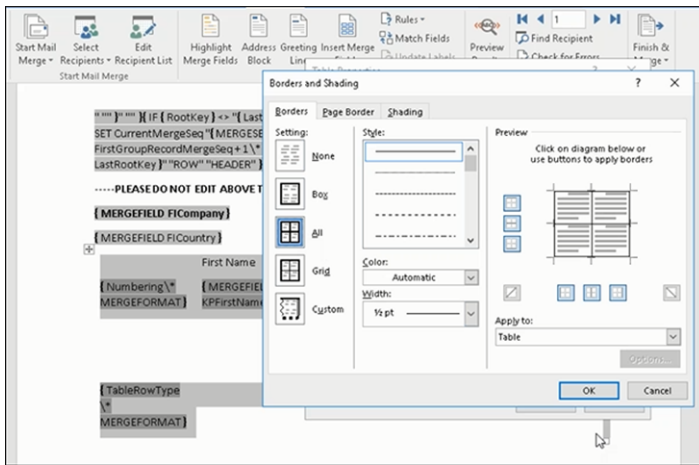 Rules
Match Fields
Update Labels
1
Find Recipient
Check for Errors
Start Mail
Merge
Select
Recipients
Edit
Recipient List
Highlight
Merge Fields
Address
Block
Greeting
Line
Insert Merge
Preview
Finish &
Merge
Start Mail Merge
Table Properties
Borders and Shading
? X
Borders
Page Border
Shading
Setting:
None
Box
All
Grid
Custom
Style:
Color:
Automatic
Width:
½ pt
Preview
Click on diagram below or
use buttons to apply borders
Apply to:
Table
Options...
OK
Cancel
" "" }" "" }{ IF { RootKey } <> "{ Last
SET CurrentMergeSeq "{ MERGESE
FirstGroupRecordMergeSeq + 1 \*
LastRootKey }" "ROW" "HEADER" }
-----PLEASE DO NOT EDIT ABOVE T
{ MERGEFIELD FICompany }
{ MERGEFIELD FICountry }
First Name
{ Numbering \*
MERGEFORMAT }
{ MERGEFIEL
KPFirstName
{ TableRowType
\*
MERGEFORMAT }